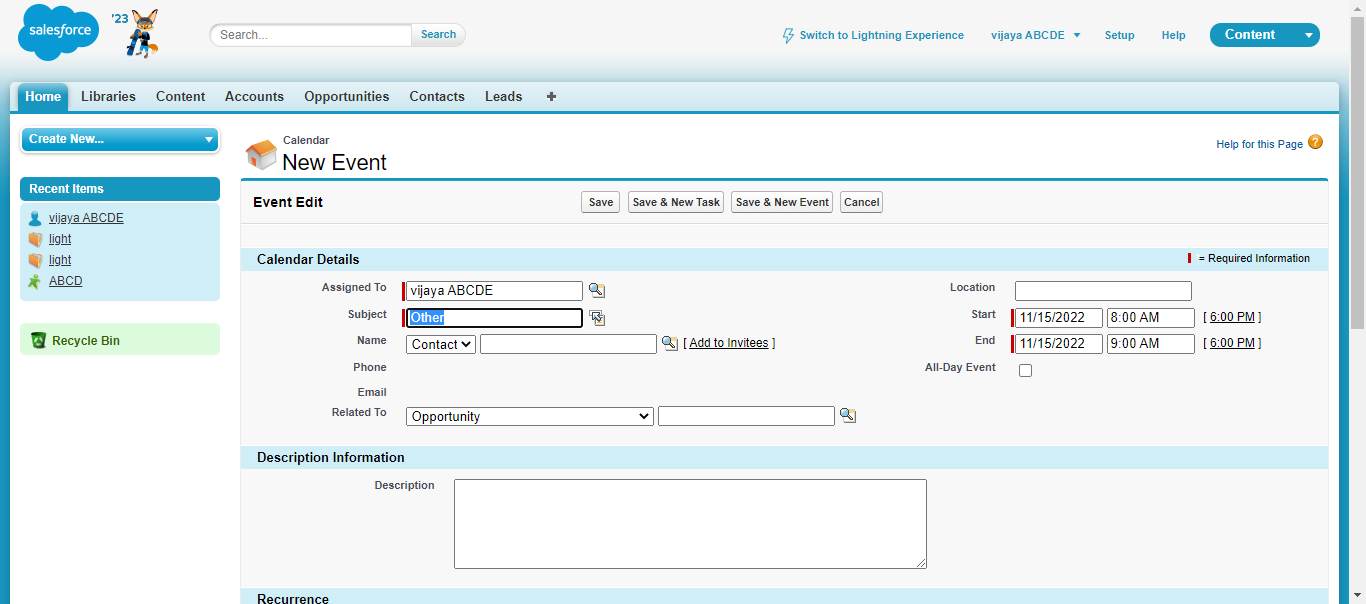 salesforce
'23
Search...
Search
Switch to Lightning Experience
vijaya ABCDE
Setup
Help
Content
Home Libraries Content Accounts Opportunities Contacts Leads +
Create New...
Recent Items
vijaya ABCDE
light
light
ABCD
Recycle Bin
Calendar
New Event
Help for this Page ?
Event Edit
Save
Save & New Task
Save & New Event
Cancel
Calendar Details
= Required Information
Assigned To vijaya ABCDE
Location
Subject Other
Start 11/15/2022 8:00 AM [ 6:00 PM ]
Name Contact [ Add to Invitees ]
End 11/15/2022 9:00 AM [ 6:00 PM ]
Phone
All-Day Event
Email
Related To Opportunity
Description Information
Description
Recurrence